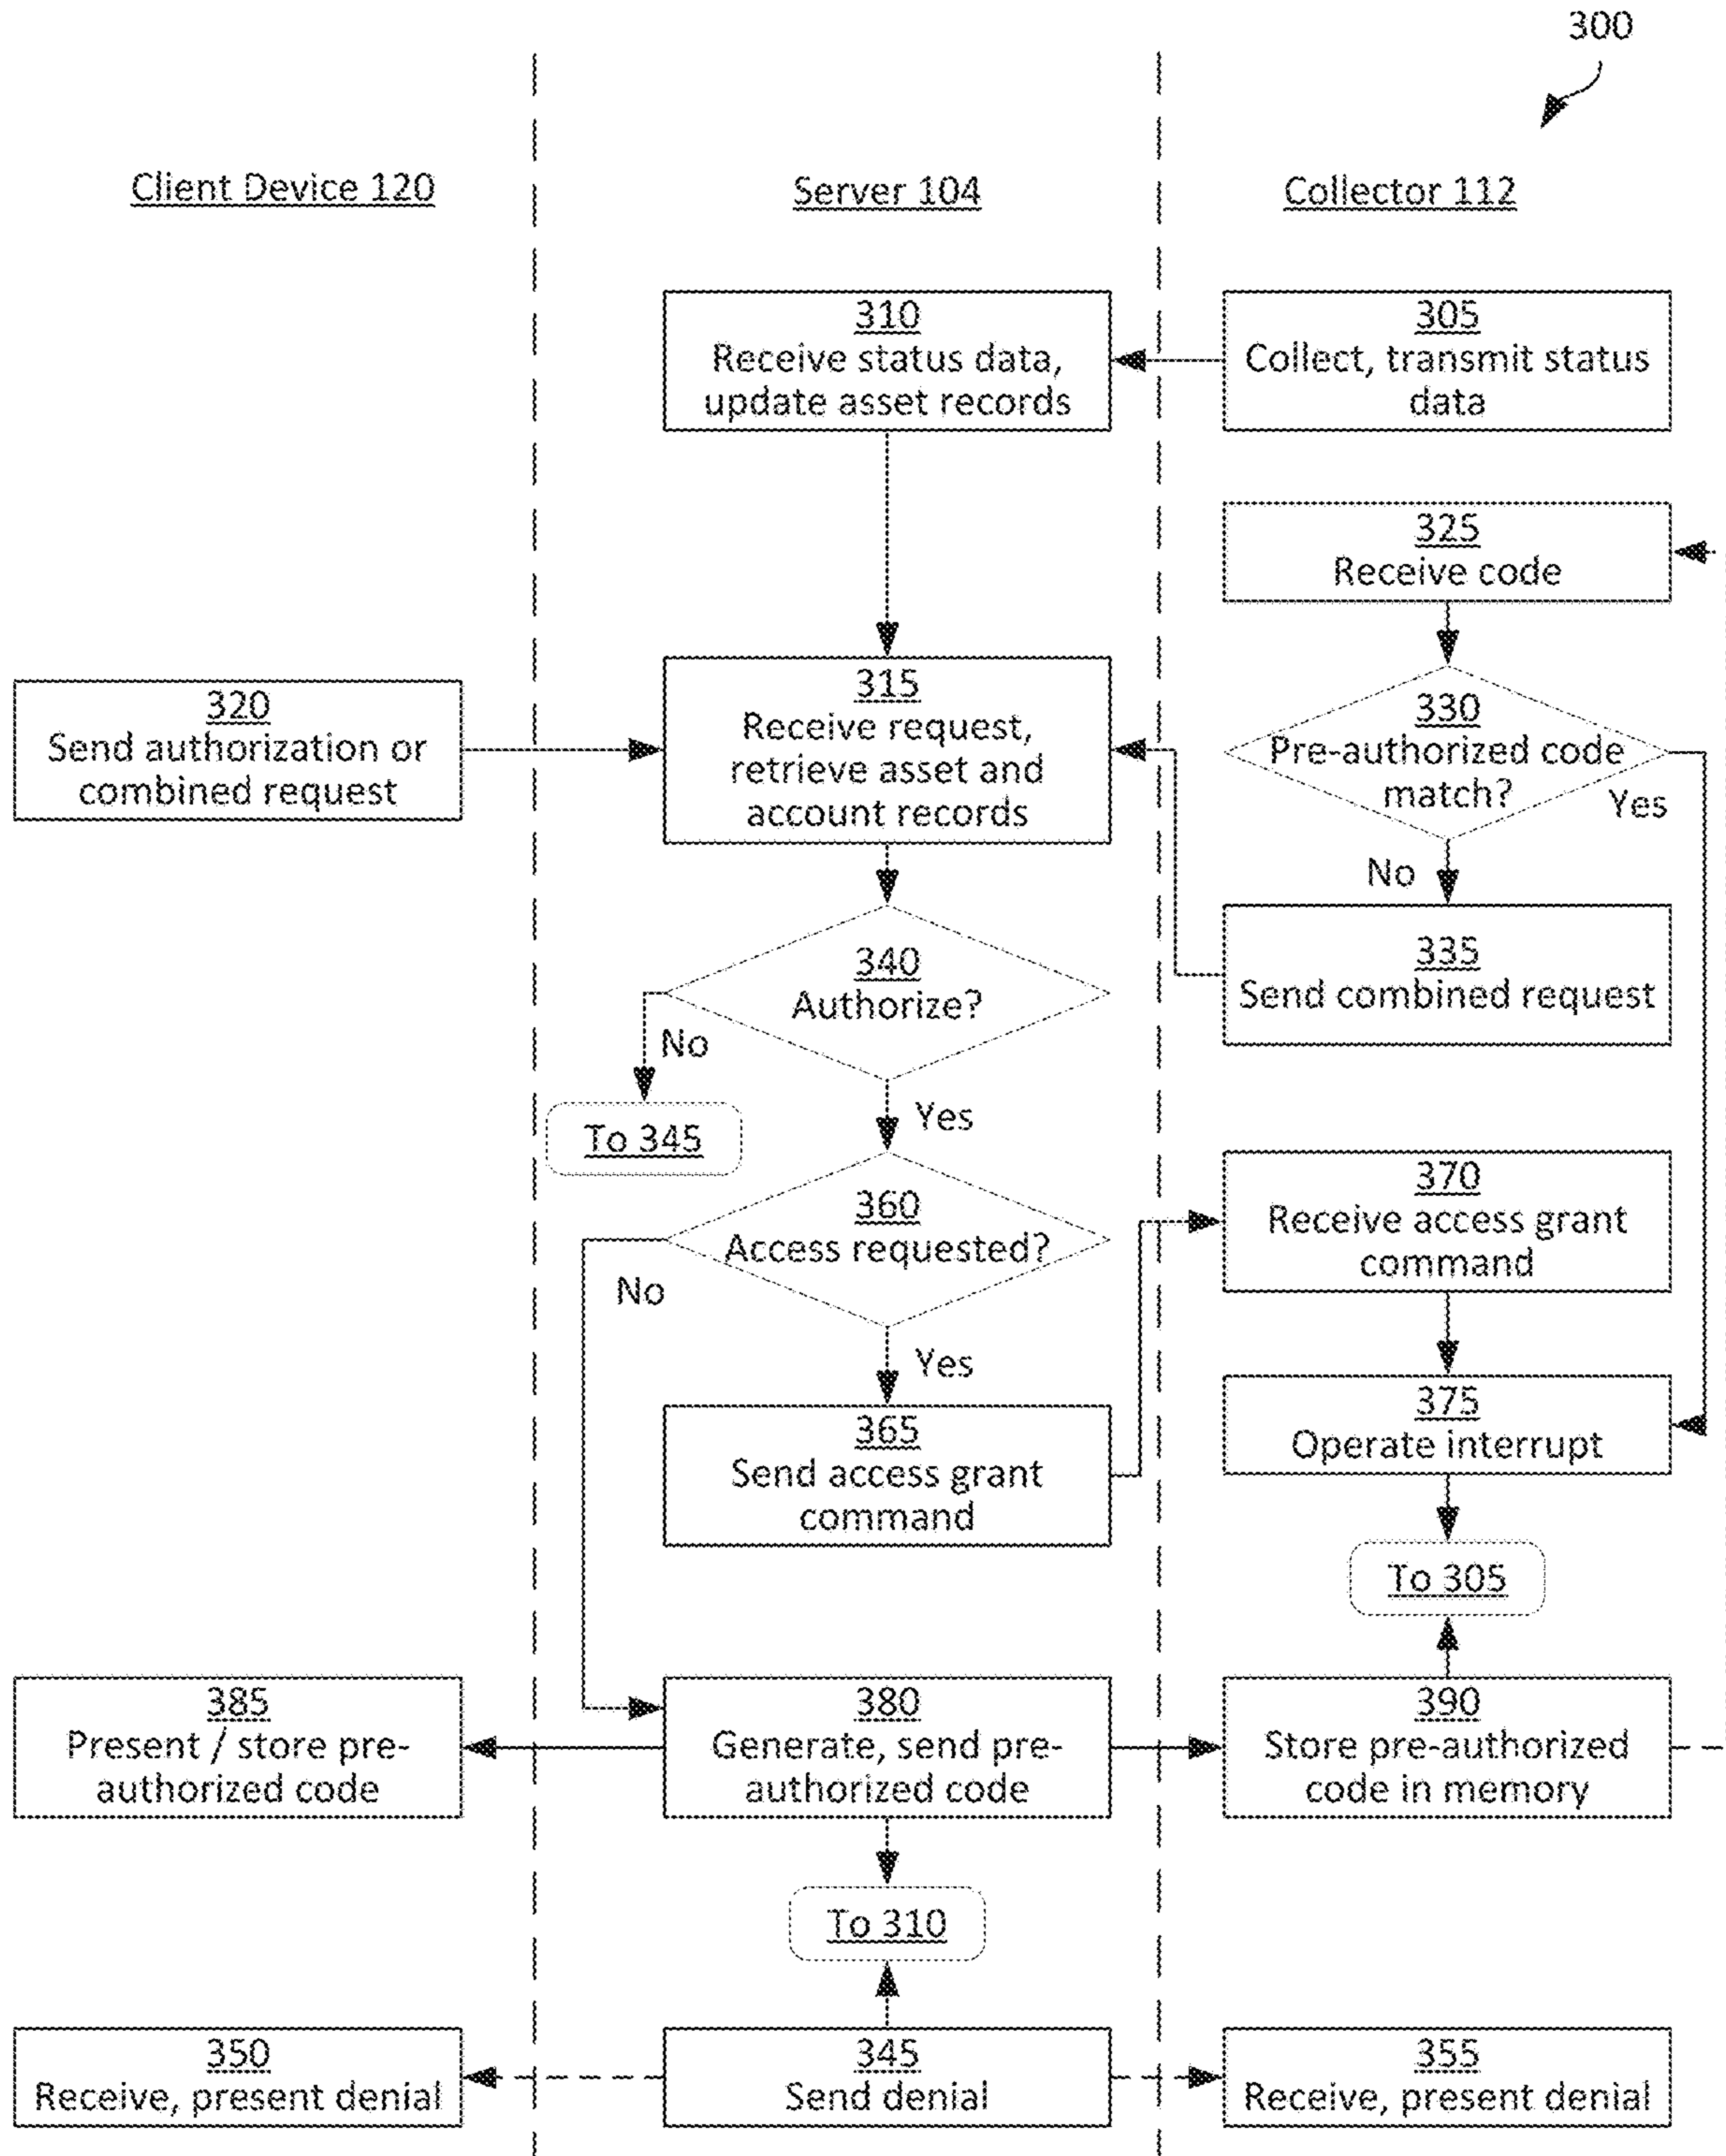 300
Client Device 120
Server 104
Collector 112
310
Receive status data,
update asset records
305
Collect, transmit status
data
325
Receive code
320
Send authorization or
combined request
315
Receive request,
retrieve asset and
account records
330
Pre-authorized code
match?
Yes
No
335
Send combined request
340
Authorize?
No
To 345
Yes
360
Access requested?
No
Yes
370
Receive access grant
command
365
Send access grant
command
375
Operate interrupt
To 305
385
Present / store pre-
authorized code
380
Generate, send pre-
authorized code
390
Store pre-authorized
code in memory
To 310
350
Receive, present denial
345
Send denial
355
Receive, present denial